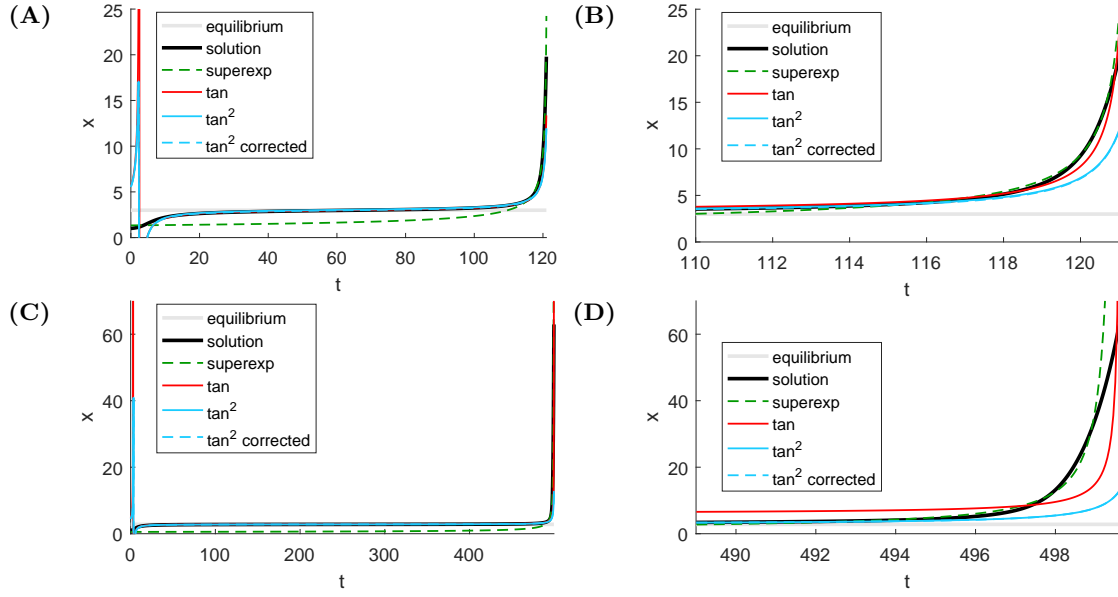 (A)
25
20
15
10
5
0
x
0
20
40
60
80
100
120
t
equilibrium
solution
superexp
tan
tan²
tan² corrected
(B)
25
20
15
10
5
0
x
110
112
114
116
118
120
t
equilibrium
solution
superexp
tan
tan²
tan² corrected
(C)
60
40
20
0
x
0
100
200
300
400
t
equilibrium
solution
superexp
tan
tan²
tan² corrected
(D)
60
40
20
0
x
490
492
494
496
498
t
equilibrium
solution
superexp
tan
tan²
tan² corrected